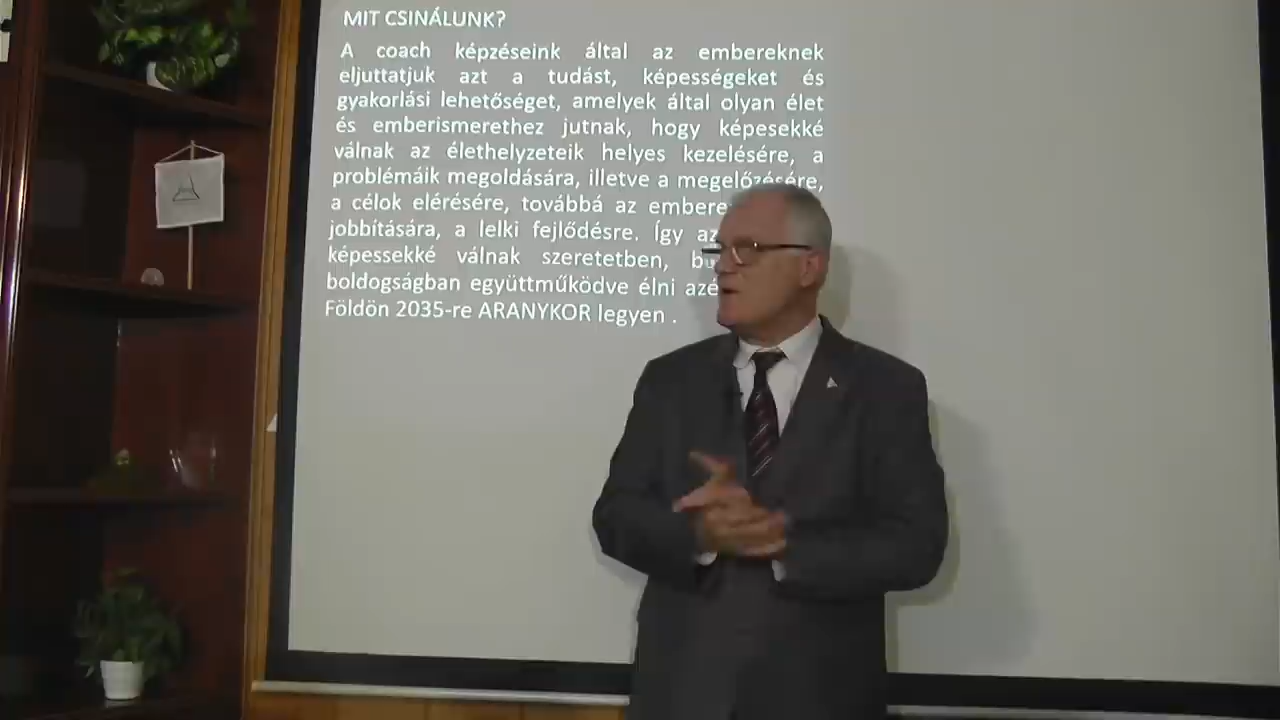 MIT CSINÁLUNK?
A coach képzéseink által az embereknek
eljuttatjuk azt a tudást, képességeket és
gyakorlási lehetőséget, amelyek által olyan élet
és emberismerethez jutnak, hogy képesekké
válnak az élethelyzeteik helyes kezelésére, a
problémáik megoldására, illetve a megelőzésére,
a célok elérésére, továbbá az
jobbítására, a lelki fejlődésre. Így
képessekké válnak szeretetben,
boldogságban együttműködve élni
Földön 2035-re ARANYKOR legyen .